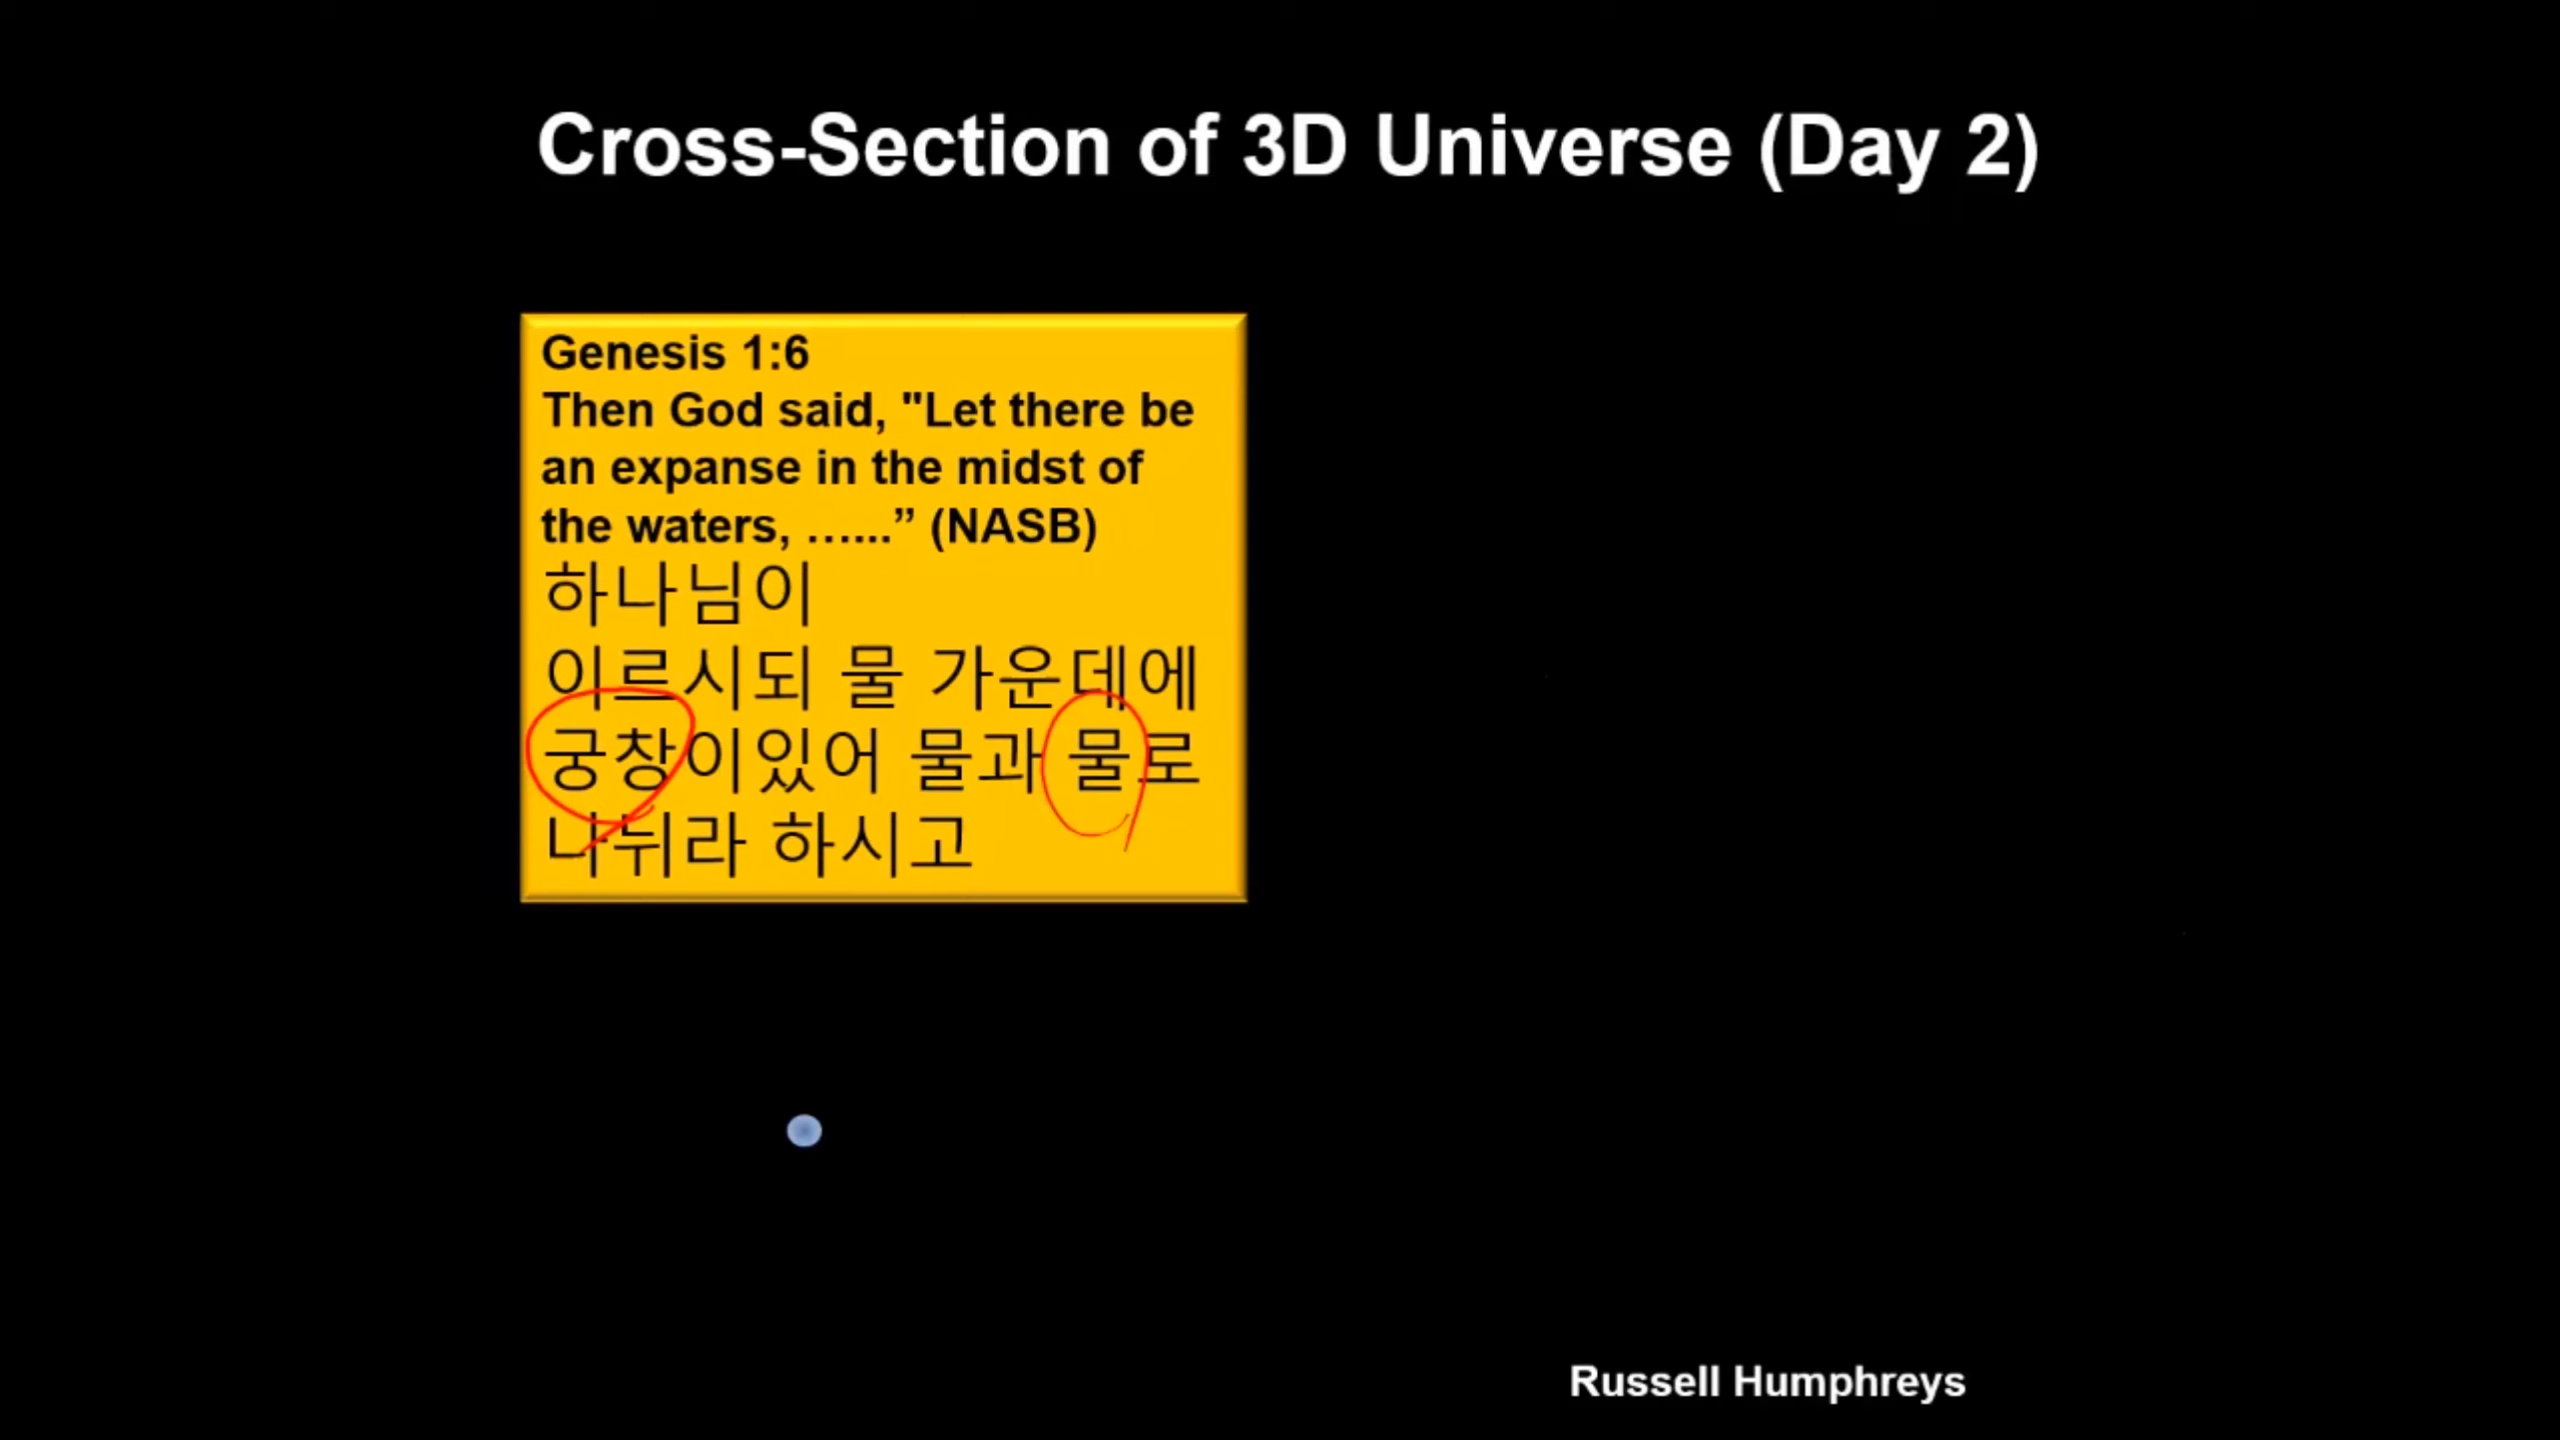 Cross-Section of 3D Universe (Day 2)
Genesis 1:6
Then God said, "Let there be
an expanse in the midst of
the waters, …...” (NASB)
하나님이
이르시되 물 가운데에
궁창이있어 물과 물로
나뉘라 하시고
Russell Humphreys